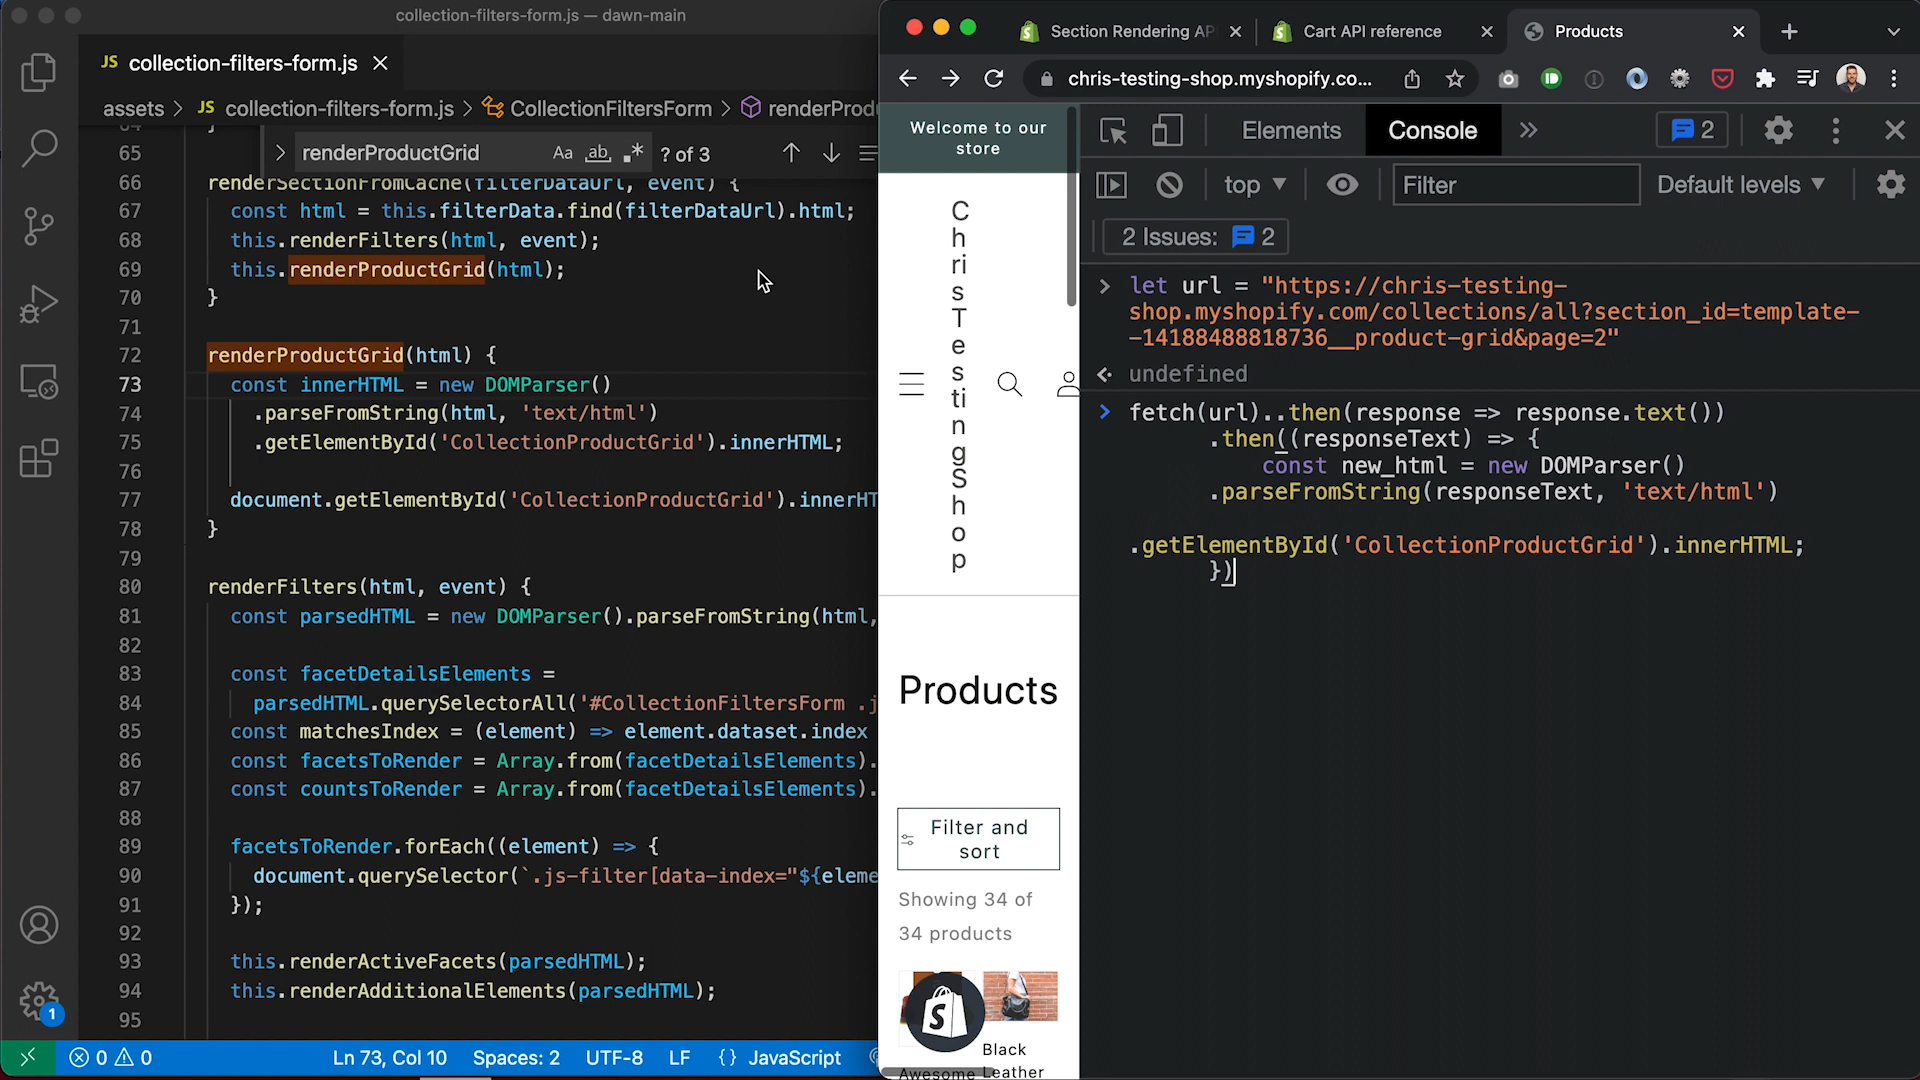 collection-filters-form.js — dawn-main
JS collection-filters-form.js
assets > JS collection-filters-form.js > CollectionFiltersForm > renderProdu
renderProductGrid Aa ab ? of 3
64 }
65
66 renderSectionFromCache(filterDataUrl, event) {
67 const html = this.filterData.find(filterDataUrl).html;
68 this.renderFilters(html, event);
69 this.renderProductGrid(html);
70 }
71
72 renderProductGrid(html) {
73 const innerHTML = new DOMParser()
74 .parseFromString(html, 'text/html')
75 .getElementById('CollectionProductGrid').innerHTML;
76
77 document.getElementById('CollectionProductGrid').innerHT
78 }
79
80 renderFilters(html, event) {
81 const parsedHTML = new DOMParser().parseFromString(html,
82
83 const facetDetailsElements =
84 parsedHTML.querySelectorAll('#CollectionFiltersForm .j
85 const matchesIndex = (element) => element.dataset.index
86 const facetsToRender = Array.from(facetDetailsElements).
87 const countsToRender = Array.from(facetDetailsElements).
88
89 facetsToRender.forEach((element) => {
90 document.querySelector(`.js-filter[data-index="${eleme
91 });
92
93 this.renderActiveFacets(parsedHTML);
94 this.renderAdditionalElements(parsedHTML);
95
1
0 0 Ln 73, Col 10 Spaces: 2 UTF-8 LF {} JavaScript
Section Rendering AP
Cart API reference
Products
chris-testing-shop.myshopify.co...
Welcome to our
store
C
h
ri
s
T
e
s
ti
n
g
S
h
o
p
Products
Filter and
sort
Showing 34 of
34 products
S
Black
Awesome Leather
Elements Console » 2
top Filter Default levels
2 Issues: 2
> let url = "https://chris-testing-
shop.myshopify.com/collections/all?section_id=template-
-14188488818736__product-grid&page=2"
undefined
> fetch(url)..then(response => response.text())
.then((responseText) => {
const new_html = new DOMParser()
.parseFromString(responseText, 'text/html')
.getElementById('CollectionProductGrid').innerHTML;
})